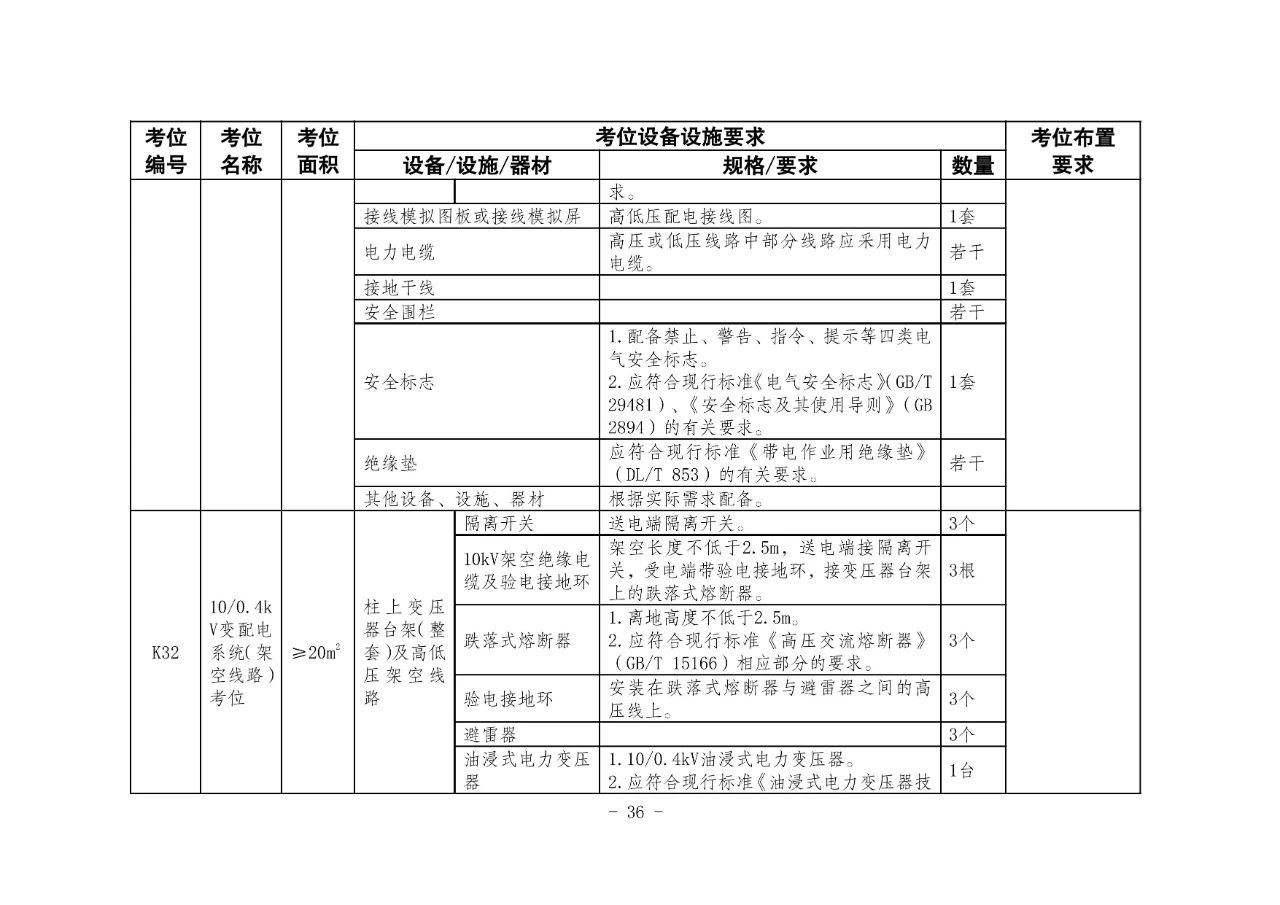 考位
编号
考位
名称
考位
面积
考位设备设施要求
考位布置
要求
设备/设施/器材
规格/要求
数量
求。
接线模拟图板或接线模拟屏
高低压配电接线图。
1套
电力电缆
高压或低压线路中部分线路应采用电力
电缆。
若干
接地干线
1套
安全围栏
若干
安全标志
1.配备禁止、警告、指令、提示等四类电
气安全标志。
2.应符合现行标准《电气安全标志》（GB/T
29481）、《安全标志及其使用导则》（GB
2894）的有关要求。
1套
绝缘垫
应符合现行标准《带电作业用绝缘垫》
（DL/T 853）的有关要求。
若干
其他设备、设施、器材
根据实际需求配备。
K32
10/0.4k
V变配电
系统（架
空线路）
考位
≥20m²
柱上变压
器台架（整
套）及高低
压架空线
路
隔离开关
送电端隔离开关。
3个
10kV架空绝缘电
缆及验电接地环
架空长度不低于2.5m，送电端接隔离开
关，受电端带验电接地环，接变压器台架
上的跌落式熔断器。
3根
跌落式熔断器
1.离地高度不低于2.5m。
2.应符合现行标准《高压交流熔断器》
（GB/T 15166）相应部分的要求。
3个
验电接地环
安装在跌落式熔断器与避雷器之间的高
压线上。
3个
避雷器
3个
油浸式电力变压
器
1.10/0.4kV油浸式电力变压器。
2.应符合现行标准《油浸式电力变压器技
1台
- 36 -